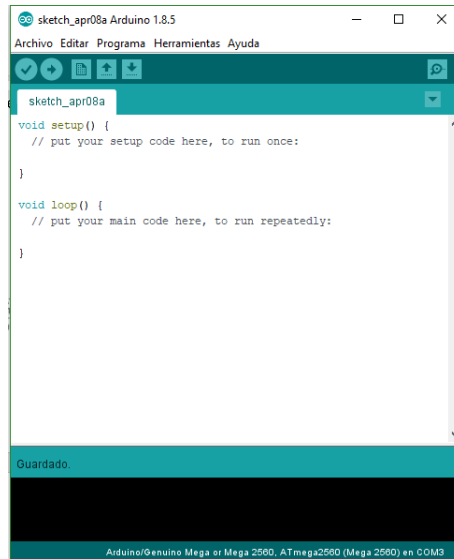 sketch_apr08a Arduino 1.8.5
Archivo Editar Programa Herramientas Ayuda
sketch_apr08a
void setup() {
// put your setup code here, to run once:
}
void loop() {
// put your main code here, to run repeatedly:
}
Guardado.
Arduino/Genuino Mega or Mega 2560, ATmega2560 (Mega 2560) en COM3